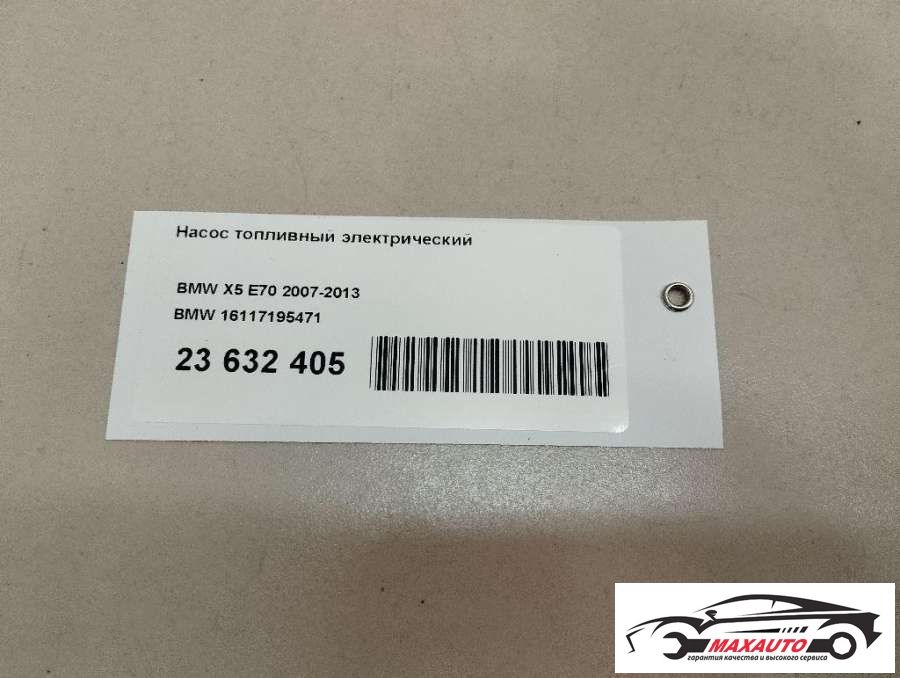 Насос топливный электрический
BMW X5 E70 2007-2013
BMW 16117195471
23 632 405
MAXAUTO
гарантия качества и высокого сервиса